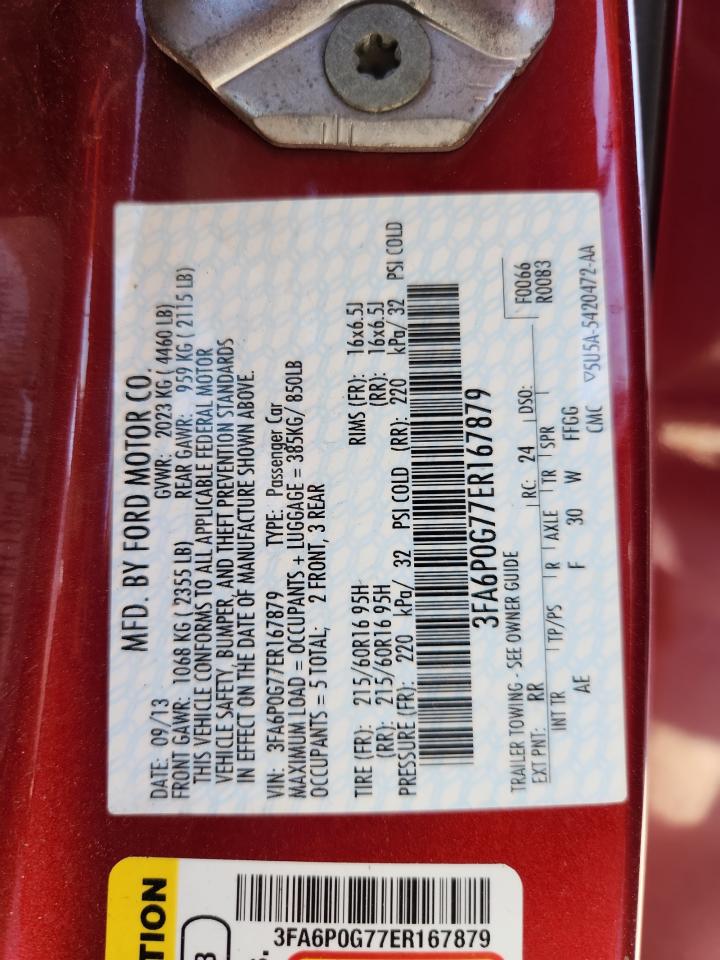 MFD. BY FORD MOTOR CO.
DATE: 09/13 GVWR: 2023 KG ( 4460 LB)
FRONT GAWR: 1068 KG ( 2355 LB) REAR GAWR: 959 KG ( 2115 LB)
THIS VEHICLE CONFORMS TO ALL APPLICABLE FEDERAL MOTOR
VEHICLE SAFETY, BUMPER, AND THEFT PREVENTION STANDARDS
IN EFFECT ON THE DATE OF MANUFACTURE SHOWN ABOVE.
VIN: 3FA6P0G77ER167879 TYPE: Passenger Car
MAXIMUM LOAD = OCCUPANTS + LUGGAGE = 385KG/ 850LB
OCCUPANTS = 5 TOTAL; 2 FRONT, 3 REAR
TIRE (FR): 215/60R16 95H RIMS (FR): 16x6.5J
(RR): 215/60R16 95H (RR): 16x6.5J
PRESSURE (FR): 220 kPa/ 32 PSI COLD (RR): 220 kPa/ 32 PSI COLD
3FA6P0G77ER167879
TRAILER TOWING - SEE OWNER GUIDE
EXT PNT: RR RC: 24 DSO: F0066
R0083
INT TR TP/PS R AXLE TR SPR
AE F 30 W FFGG
CMC
▽5U5A-5420472-AA
TION
3FA6P0G77ER167879